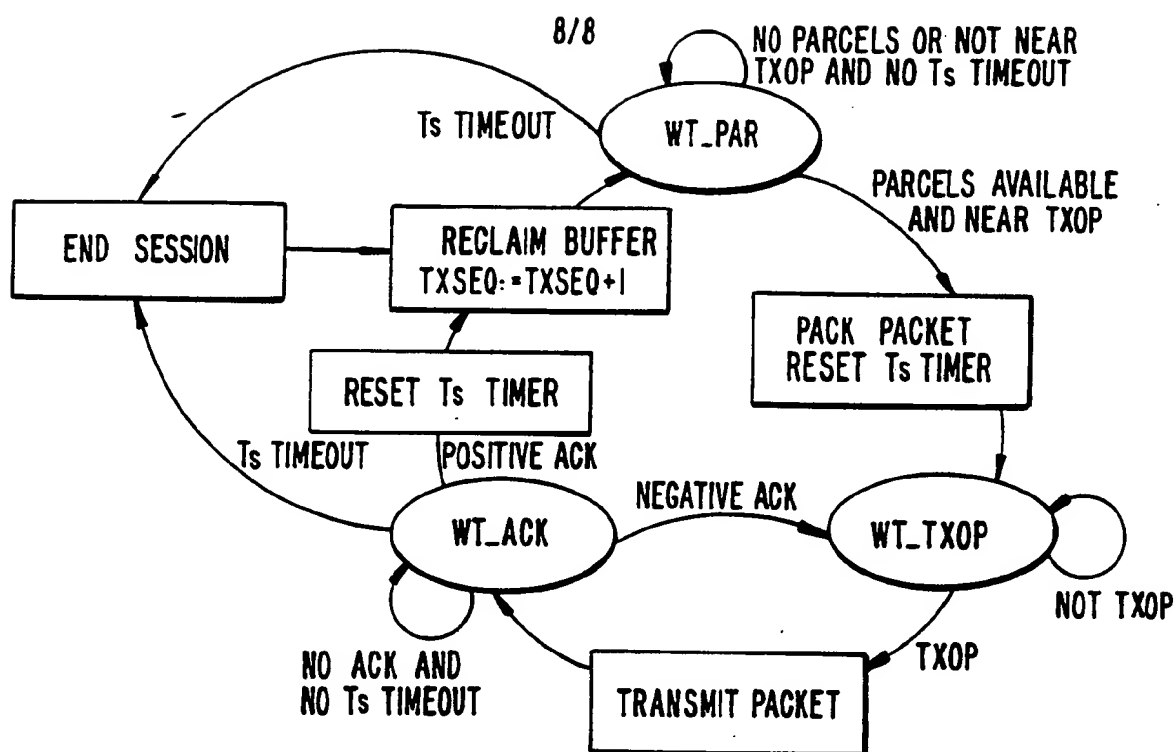 8/8
NO PARCELS OR NOT NEAR
TXOP AND NO Ts TIMEOUT
Ts TIMEOUT
WT_PAR
PARCELS AVAILABLE
AND NEAR TXOP
END SESSION
RECLAIM BUFFER
TXSEQ:=TXSEQ+1
PACK PACKET
RESET Ts TIMER
RESET Ts TIMER
Ts TIMEOUT
POSITIVE ACK
NEGATIVE ACK
WT_ACK
WT_TXOP
NOT TXOP
NO ACK AND
NO Ts TIMEOUT
TXOP
TRANSMIT PACKET